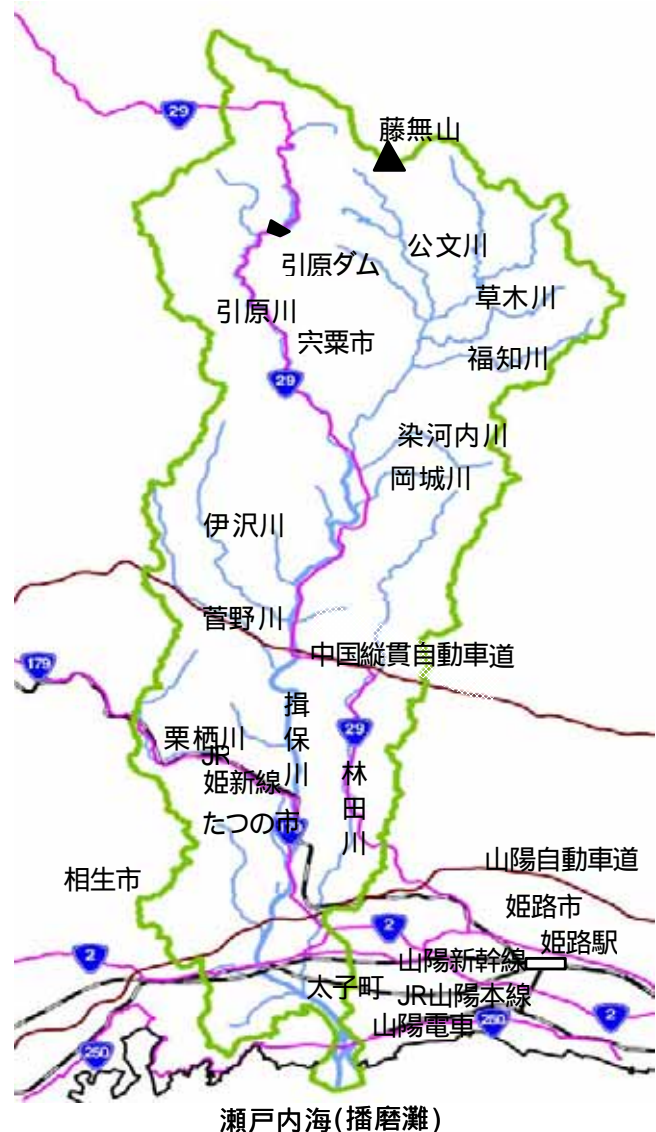 29
藤無山
公文川
引原ダム
草木川
引原川
宍粟市
福知川
29
染河内川
岡城川
伊沢川
菅野川
中国縦貫自動車道
179
揖保川
栗栖川
JR
姫新線
29
林田川
たつの市
山陽自動車道
相生市
姫路市
2
姫路駅
2
山陽新幹線
太子町
JR山陽本線
山陽電車
250
2
250
瀬戸内海(播磨灘)